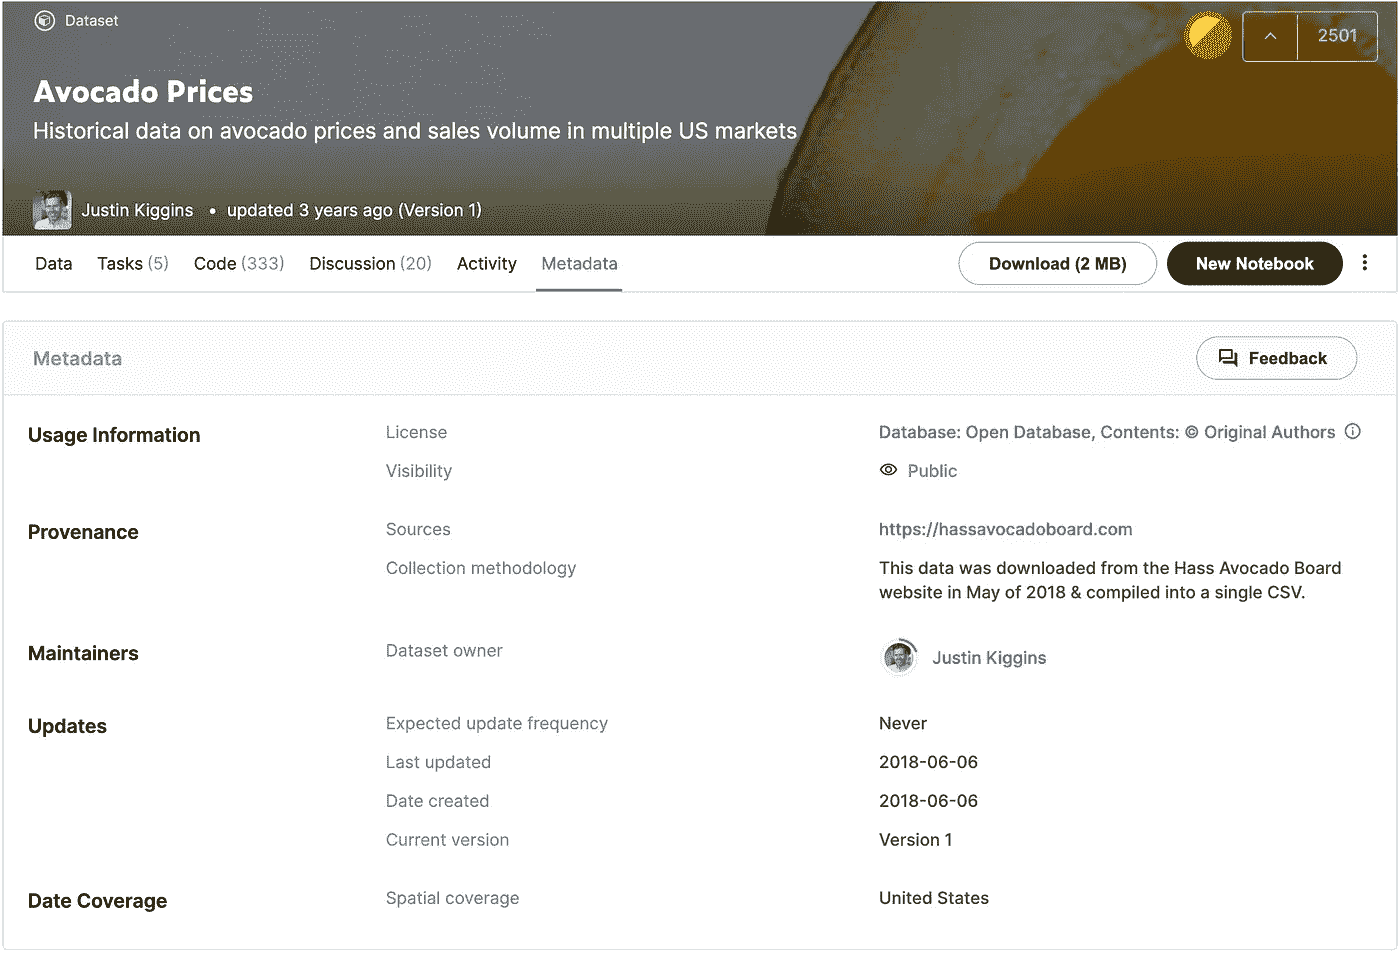 Dataset
2501
Avocado Prices
Historical data on avocado prices and sales volume in multiple US markets
Justin Kiggins • updated 3 years ago (Version 1)
Data Tasks (5) Code (333) Discussion (20) Activity Metadata Download (2 MB) New Notebook
Metadata Feedback
Usage Information License Database: Open Database, Contents: © Original Authors
Visibility Public
Provenance Sources https://hassavocadoboard.com
Collection methodology This data was downloaded from the Hass Avocado Board
website in May of 2018 & compiled into a single CSV.
Maintainers Dataset owner Justin Kiggins
Updates Expected update frequency Never
Last updated 2018-06-06
Date created 2018-06-06
Current version Version 1
Date Coverage Spatial coverage United States